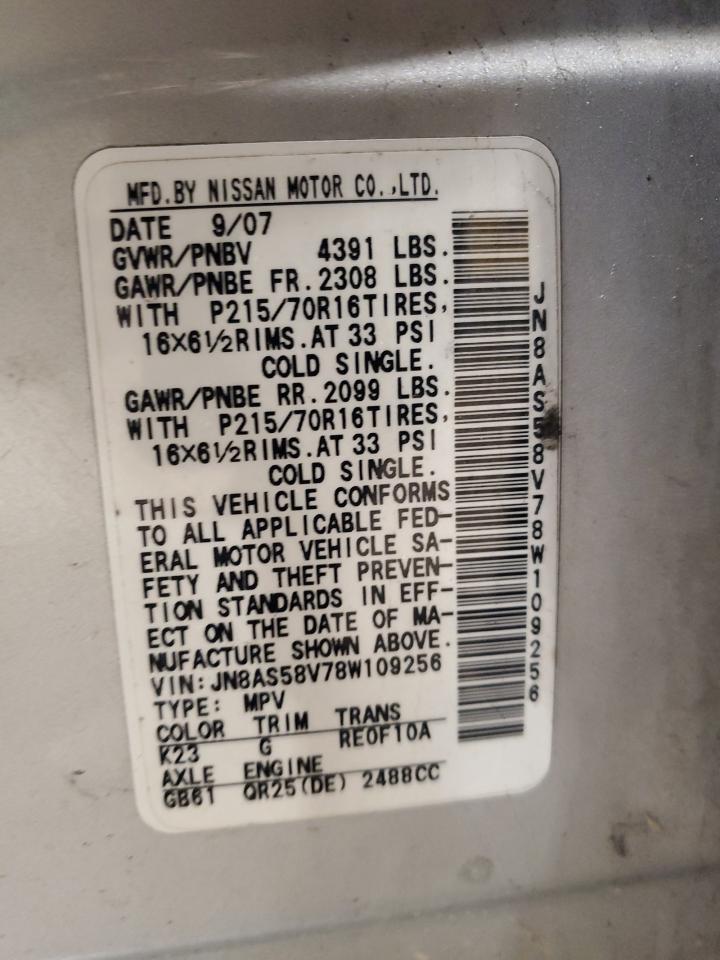 MFD.BY NISSAN MOTOR CO.,LTD.
DATE 9/07
GVWR/PNBV 4391 LBS.
GAWR/PNBE FR.2308 LBS.
WITH P215/70R16TIRES,
16×6½RIMS.AT 33 PSI
COLD SINGLE.
GAWR/PNBE RR.2099 LBS.
WITH P215/70R16TIRES,
16×6½RIMS.AT 33 PSI
COLD SINGLE.
THIS VEHICLE CONFORMS
TO ALL APPLICABLE FED-
ERAL MOTOR VEHICLE SA-
FETY AND THEFT PREVEN-
TION STANDARDS IN EFF-
ECT ON THE DATE OF MA-
NUFACTURE SHOWN ABOVE.
VIN:JN8AS58V78W109256
TYPE: MPV
COLOR TRIM TRANS
K23 G RE0F10A
AXLE ENGINE
GB61 QR25(DE) 2488CC
JN8AS58V78W109256